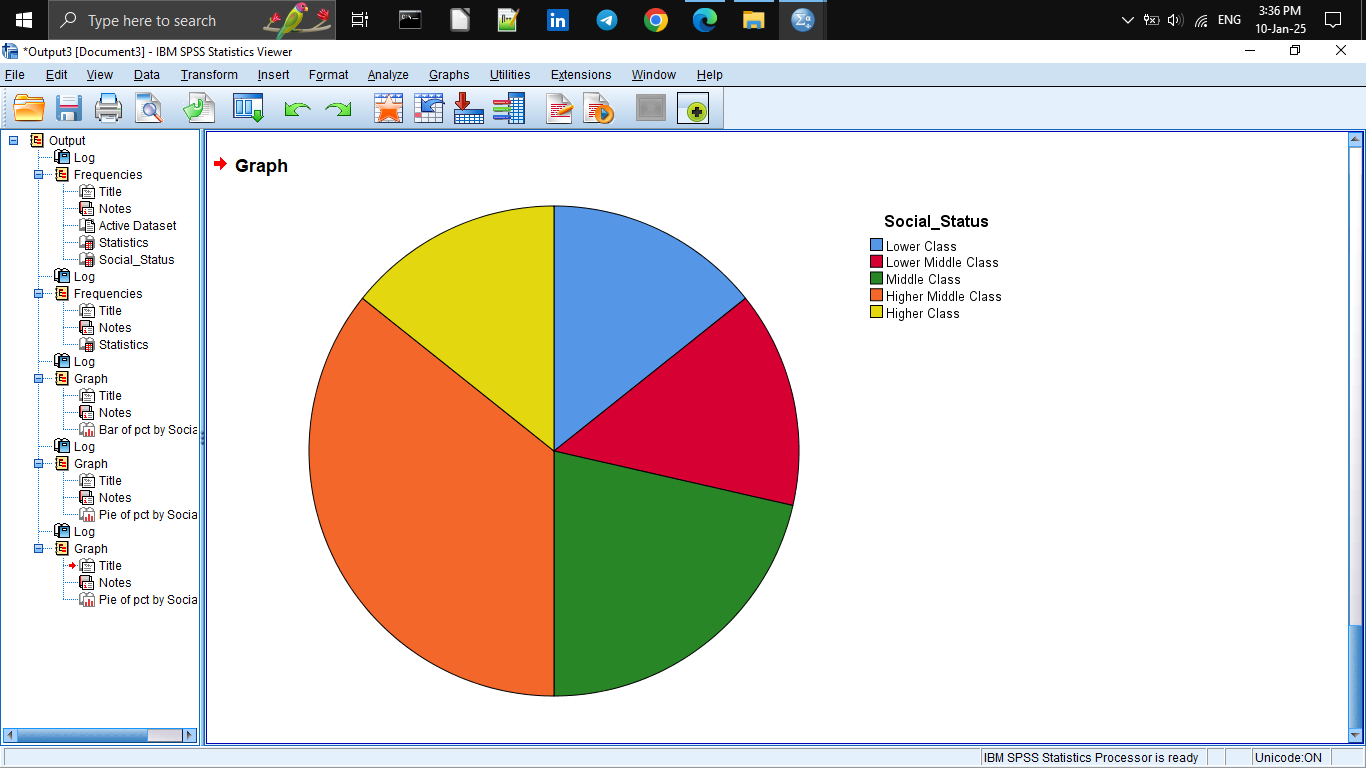 Type here to search
ENG
3:36 PM
10-Jan-25
*Output3 [Document3] - IBM SPSS Statistics Viewer
File Edit View Data Transform Insert Format Analyze Graphs Utilities Extensions Window Help
Output
Log
Frequencies
Title
Notes
Active Dataset
Statistics
Social_Status
Log
Frequencies
Title
Notes
Statistics
Log
Graph
Title
Notes
Bar of pct by Socia
Log
Graph
Title
Notes
Pie of pct by Socia
Log
Graph
Title
Notes
Pie of pct by Socia
Graph
Social_Status
Lower Class
Lower Middle Class
Middle Class
Higher Middle Class
Higher Class
IBM SPSS Statistics Processor is ready
Unicode:ON